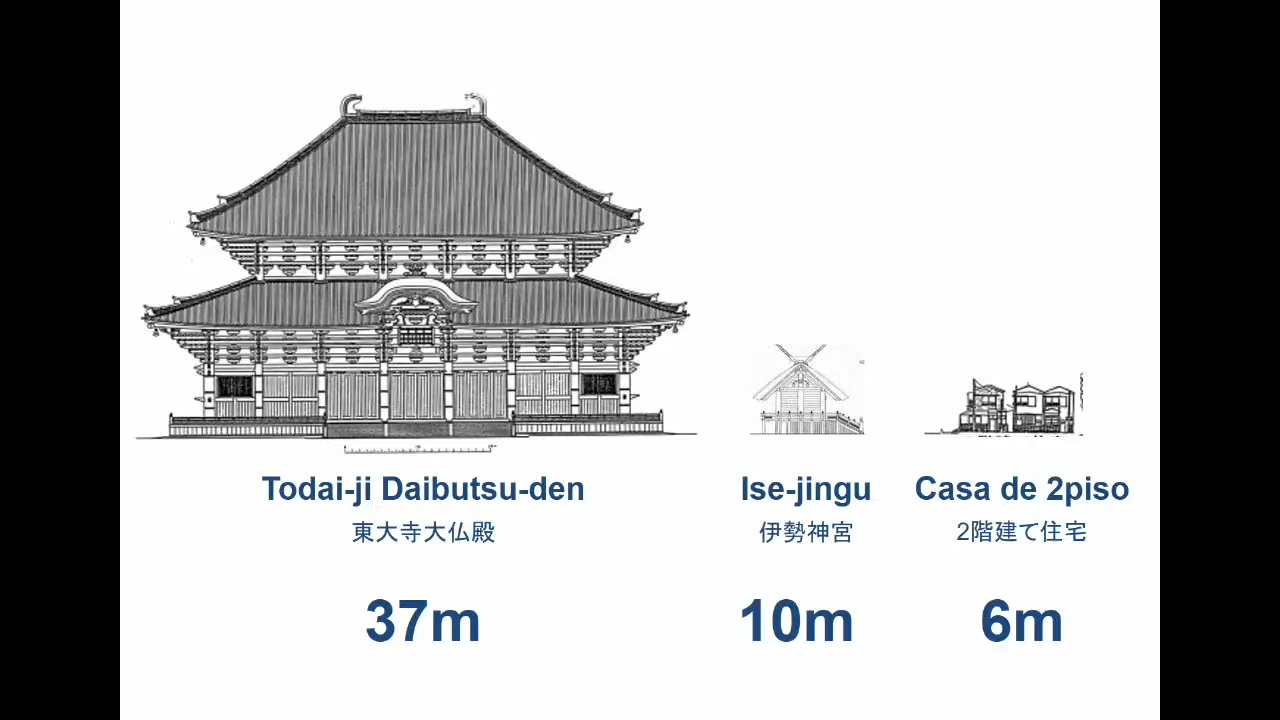 Todai-ji Daibutsu-den
東大寺大仏殿
37m
Ise-jingu
伊勢神宮
10m
Casa de 2piso
2階建て住宅
6m